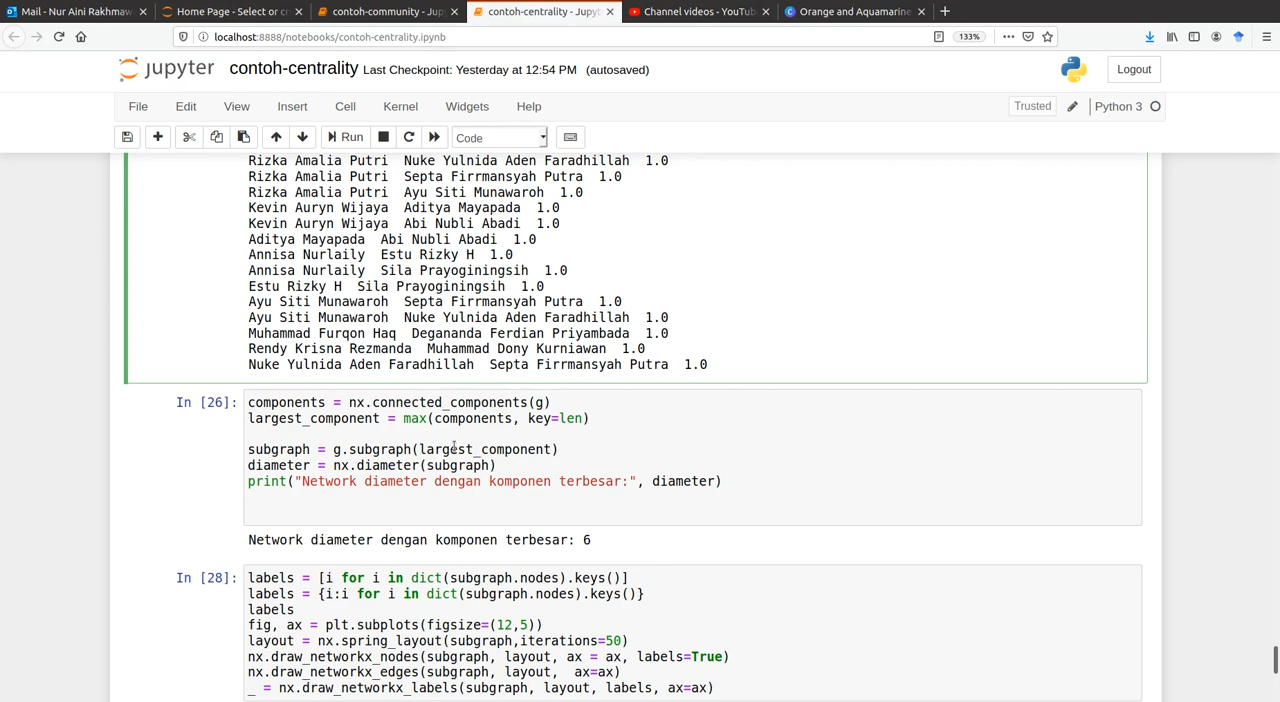 Mail - Nur Aini Rakhmaw
Home Page - Select or cr
contoh-community - Jup
contoh-centrality - Jupyt
Channel videos - YouTub
Orange and Aquamarine
localhost:8888/notebooks/contoh-centrality.ipynb
133%
jupyter contoh-centrality Last Checkpoint: Yesterday at 12:54 PM (autosaved)
Logout
File Edit View Insert Cell Kernel Widgets Help
Trusted Python 3
Run Code
Rizka Amalia Putri  Nuke Yulnida Aden Faradhillah  1.0
Rizka Amalia Putri  Septa Firrmansyah Putra  1.0
Rizka Amalia Putri  Ayu Siti Munawaroh  1.0
Kevin Auryn Wijaya  Aditya Mayapada  1.0
Kevin Auryn Wijaya  Abi Nubli Abadi  1.0
Aditya Mayapada  Abi Nubli Abadi  1.0
Annisa Nurlaily  Estu Rizky H  1.0
Annisa Nurlaily  Sila Prayoginingsih  1.0
Estu Rizky H  Sila Prayoginingsih  1.0
Ayu Siti Munawaroh  Septa Firrmansyah Putra  1.0
Ayu Siti Munawaroh  Nuke Yulnida Aden Faradhillah  1.0
Muhammad Furqon Haq  Degananda Ferdian Priyambada  1.0
Rendy Krisna Rezmanda  Muhammad Dony Kurniawan  1.0
Nuke Yulnida Aden Faradhillah  Septa Firrmansyah Putra  1.0
In [26]: components = nx.connected_components(g)
largest_component = max(components, key=len)
subgraph = g.subgraph(largest_component)
diameter = nx.diameter(subgraph)
print("Network diameter dengan komponen terbesar:", diameter)
Network diameter dengan komponen terbesar: 6
In [28]: labels = [i for i in dict(subgraph.nodes).keys()]
labels = {i:i for i in dict(subgraph.nodes).keys()}
labels
fig, ax = plt.subplots(figsize=(12,5))
layout = nx.spring_layout(subgraph,iterations=50)
nx.draw_networkx_nodes(subgraph, layout, ax = ax, labels=True)
nx.draw_networkx_edges(subgraph, layout,  ax=ax)
_ = nx.draw_networkx_labels(subgraph, layout, labels, ax=ax)